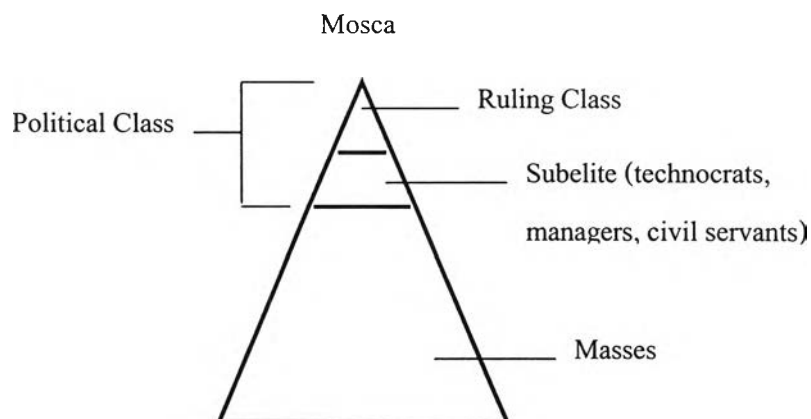 Mosca
Ruling Class
Political Class
Subelite (technocrats,
managers, civil servants)
Masses